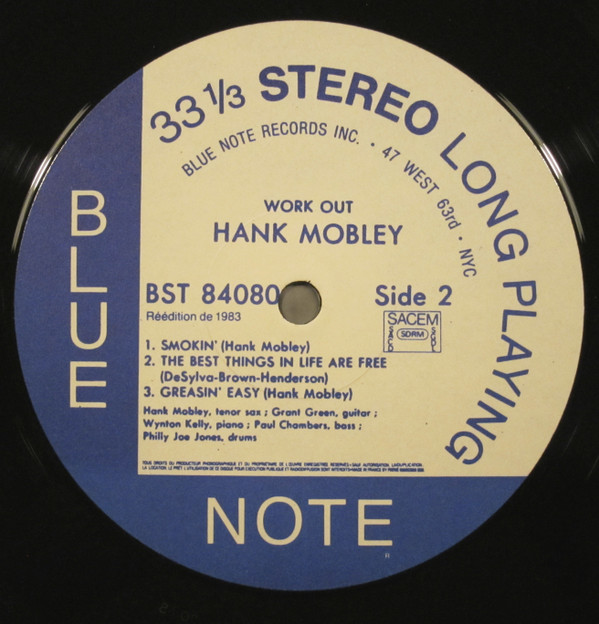 33 1/3 STEREO LONG PLAYING
BLUE NOTE RECORDS INC. • 47 WEST 63rd • NYC
WORK OUT
HANK MOBLEY
BST 84080
Side 2
Réédition de 1983
SACEM
SDRM
1. SMOKIN' (Hank Mobley)
2. THE BEST THINGS IN LIFE ARE FREE
(DeSylva-Brown-Henderson)
3. GREASIN' EASY (Hank Mobley)
Hank Mobley, tenor sax ; Grant Green, guitar ;
Wynton Kelly, piano ; Paul Chambers, bass ;
Philly Joe Jones, drums
BLUE
NOTE